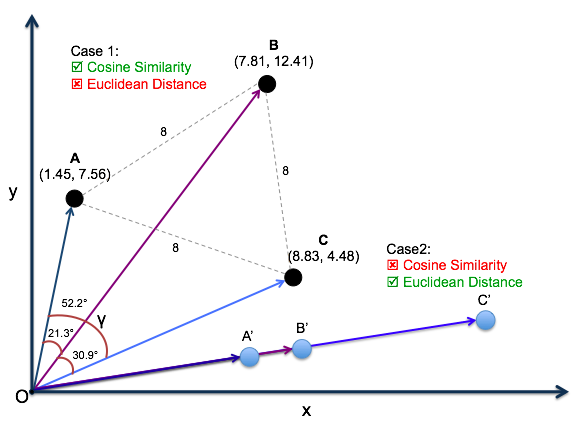 Case 1:
☑ Cosine Similarity
☒ Euclidean Distance
B
(7.81, 12.41)
y
8
A
(1.45, 7.56)
8
8
C
(8.83, 4.48)
Case2:
☒ Cosine Similarity
☑ Euclidean Distance
52.2°
γ
21.3°
30.9°
A'
B'
C'
O
x